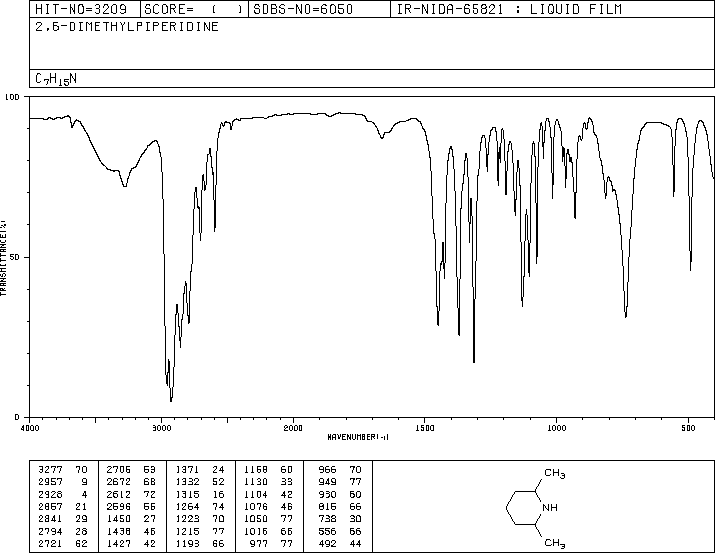 HIT-NO=3209 SCORE= ( ) SDBS-NO=6050 IR-NIDA-65821 : LIQUID FILM
2,6-DIMETHYLPIPERIDINE
C₇H₁₅N
100
50
0
TRANSMITTANCE(%)
4000 3000 2000 1500 1000 500
WAVENUMBER(-1)
3277 70 2706 69 1371 24 1168 60 966 70
2957 9 2672 68 1332 52 1130 33 949 77
2928 4 2612 72 1315 16 1104 42 930 60
2867 21 2596 56 1264 74 1076 46 815 66
2841 29 1450 27 1223 70 1050 77 738 30
2794 28 1438 46 1215 77 1016 66 556 66
2721 62 1427 42 1193 66 977 77 492 44
CH₃
NH
CH₃